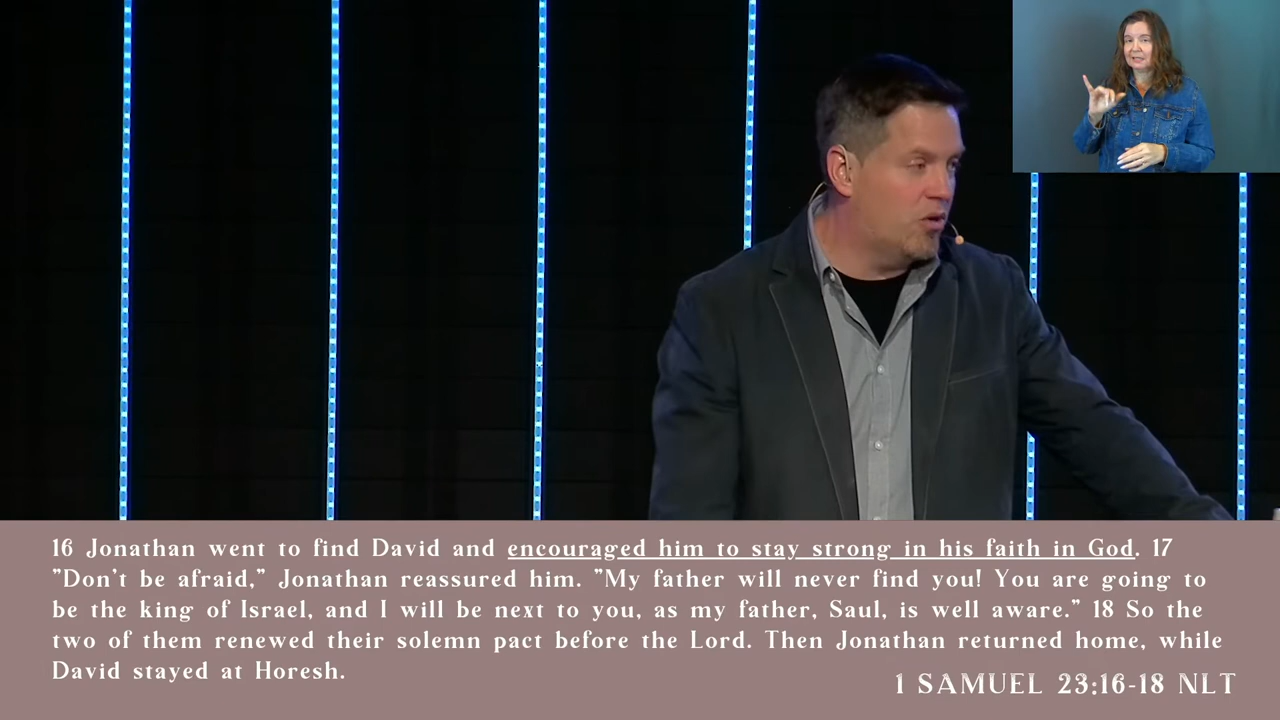 16 Jonathan went to find David and encouraged him to stay strong in his faith in God. 17
"Don't be afraid," Jonathan reassured him. "My father will never find you! You are going to
be the king of Israel, and I will be next to you, as my father, Saul, is well aware." 18 So the
two of them renewed their solemn pact before the Lord. Then Jonathan returned home, while
David stayed at Horesh.
1 SAMUEL 23:16-18 NLT